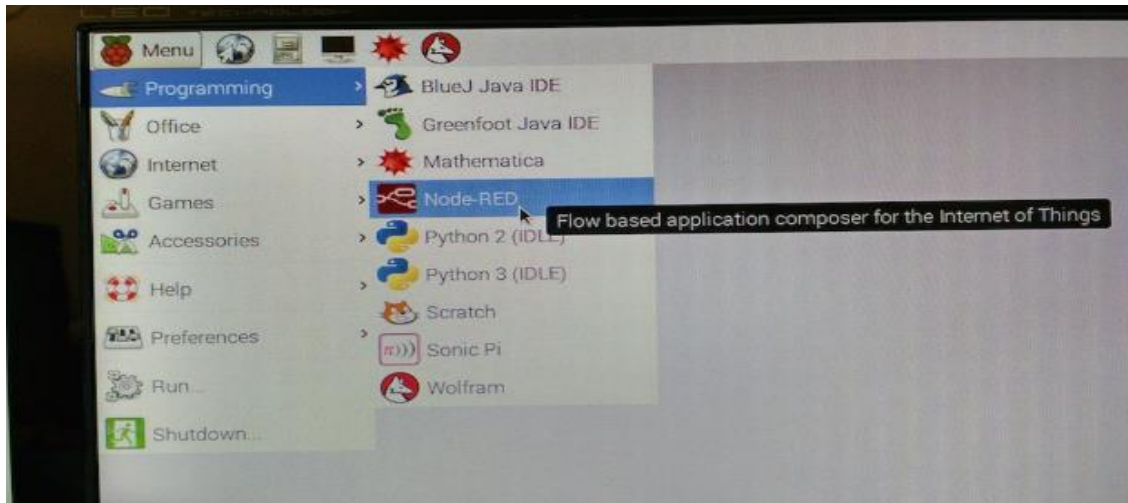 Menu
Programming
Office
Internet
Games
Accessories
Help
Preferences
Run...
Shutdown...
BlueJ Java IDE
Greenfoot Java IDE
Mathematica
Node-RED
Flow based application composer for the Internet of Things
Python 2 (IDLE)
Python 3 (IDLE)
Scratch
Sonic Pi
Wolfram